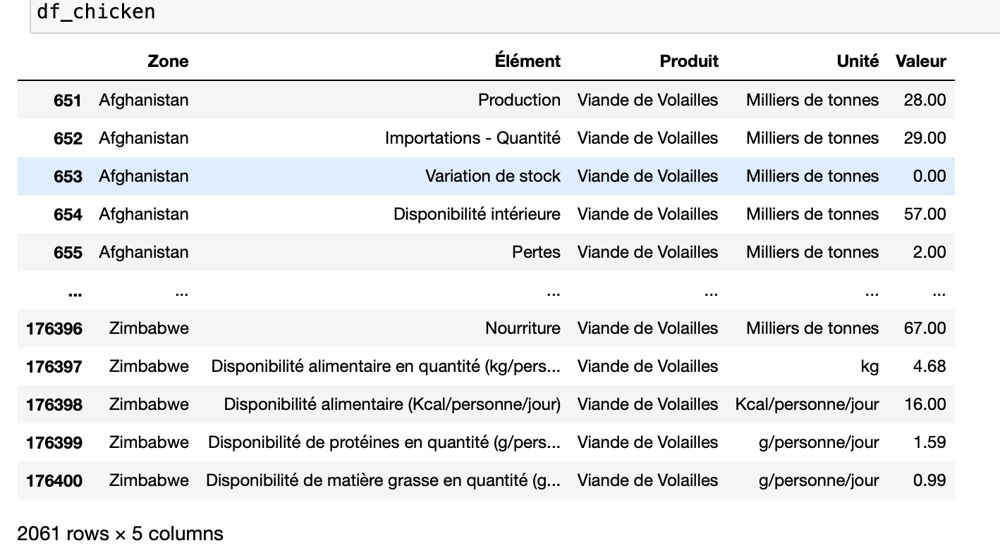 df_chicken
Zone Élément Produit Unité Valeur
651 Afghanistan Production Viande de Volailles Milliers de tonnes 28.00
652 Afghanistan Importations - Quantité Viande de Volailles Milliers de tonnes 29.00
653 Afghanistan Variation de stock Viande de Volailles Milliers de tonnes 0.00
654 Afghanistan Disponibilité intérieure Viande de Volailles Milliers de tonnes 57.00
655 Afghanistan Pertes Viande de Volailles Milliers de tonnes 2.00
... ... ... ... ... ...
176396 Zimbabwe Nourriture Viande de Volailles Milliers de tonnes 67.00
176397 Zimbabwe Disponibilité alimentaire en quantité (kg/pers... Viande de Volailles kg 4.68
176398 Zimbabwe Disponibilité alimentaire (Kcal/personne/jour) Viande de Volailles Kcal/personne/jour 16.00
176399 Zimbabwe Disponibilité de protéines en quantité (g/pers... Viande de Volailles g/personne/jour 1.59
176400 Zimbabwe Disponibilité de matière grasse en quantité (g... Viande de Volailles g/personne/jour 0.99
2061 rows × 5 columns